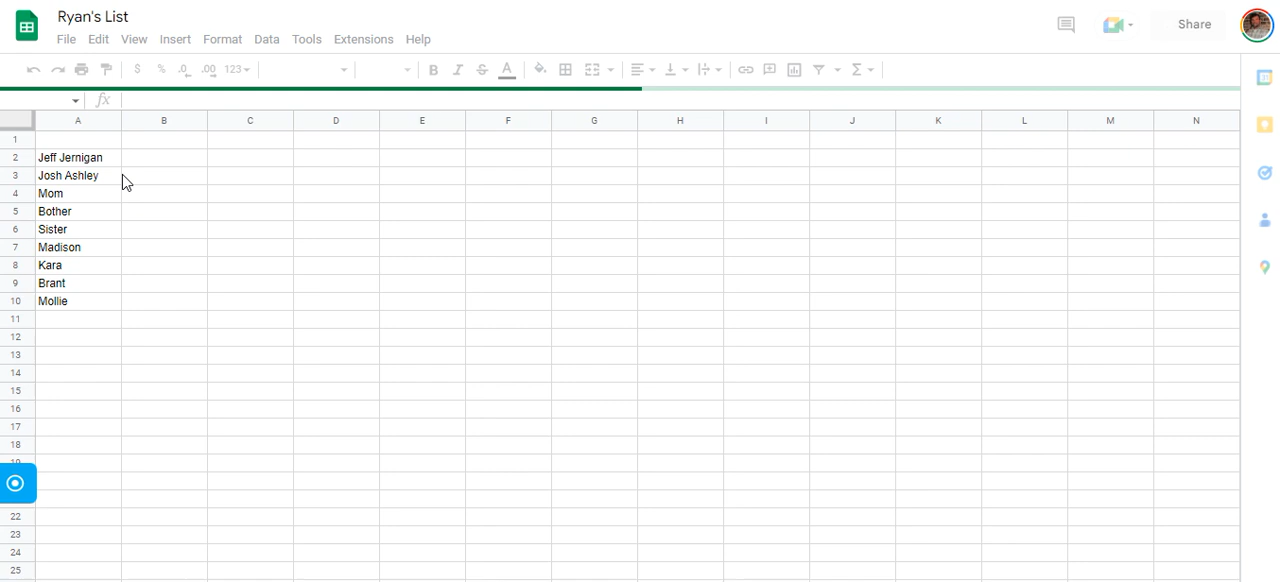 Ryan's List
File Edit View Insert Format Data Tools Extensions Help
Share
$ % .0 .00 123
B I S A
fx
A B C D E F G H I J K L M N
1
2 Jeff Jernigan
3 Josh Ashley
4 Mom
5 Bother
6 Sister
7 Madison
8 Kara
9 Brant
10 Mollie
11
12
13
14
15
16
17
18
22
23
24
25